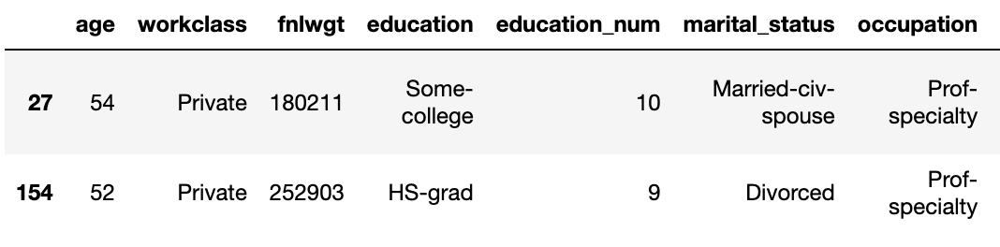 age workclass fnlwgt education education_num marital_status occupation
27 54 Private 180211 Some-college 10 Married-civ-spouse Prof-specialty
154 52 Private 252903 HS-grad 9 Divorced Prof-specialty